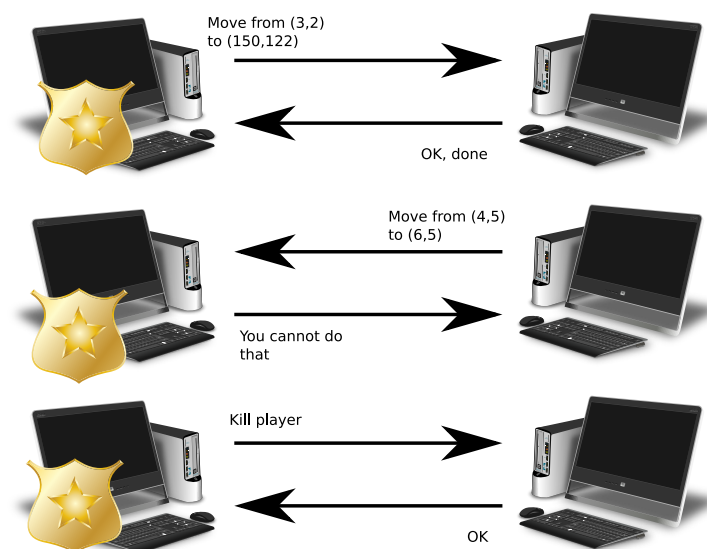 Move from (3,2)
to (150,122)
OK, done
Move from (4,5)
to (6,5)
You cannot do
that
Kill player
OK